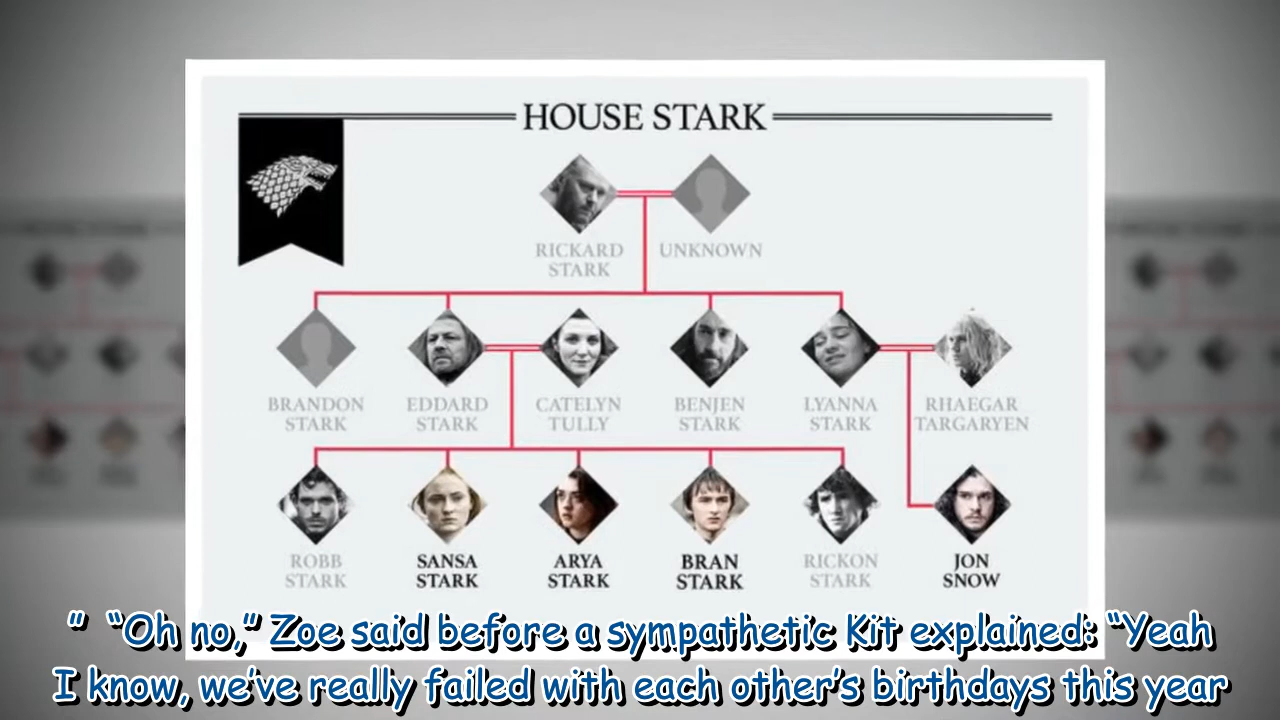 HOUSE STARK
RICKARD STARK
UNKNOWN
BRANDON STARK
EDDARD STARK
CATELYN TULLY
BENJEN STARK
LYANNA STARK
RHAEGAR TARGARYEN
ROBB STARK
SANSA STARK
ARYA STARK
BRAN STARK
RICKON STARK
JON SNOW
” “Oh no,” Zoe said before a sympathetic Kit explained: “Yeah
I know, we’ve really failed with each other’s birthdays this year